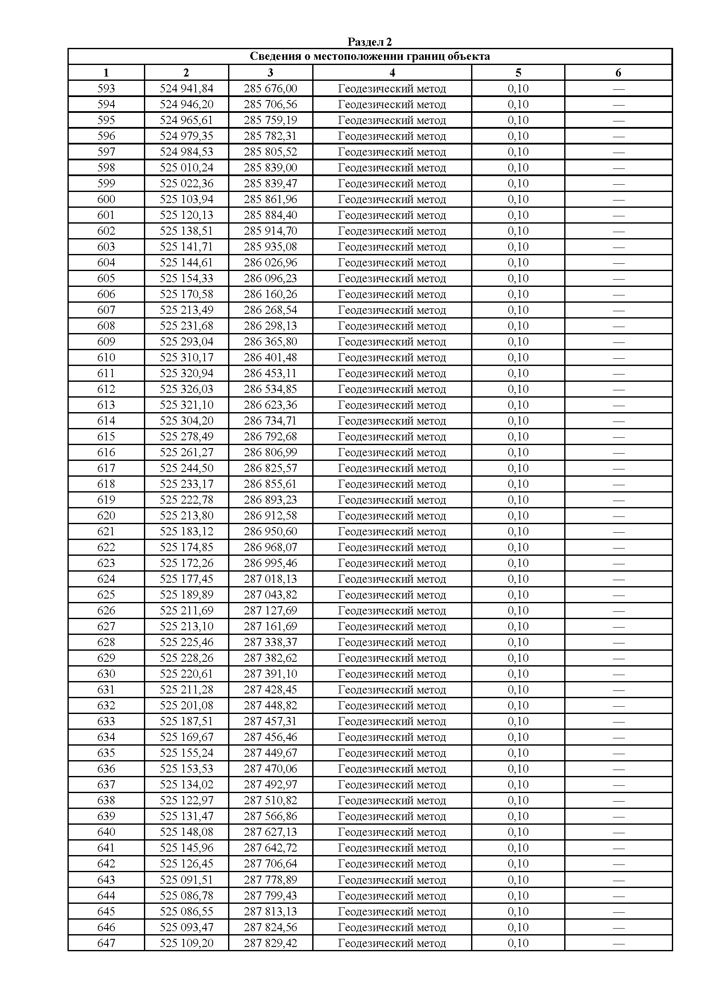 Раздел 2
Сведения о местоположении границ объекта
1 2 3 4 5 6
593 524 941,84 285 676,00 Геодезический метод 0,10 —
594 524 946,20 285 706,56 Геодезический метод 0,10 —
595 524 965,61 285 759,19 Геодезический метод 0,10 —
596 524 979,35 285 782,31 Геодезический метод 0,10 —
597 524 984,53 285 805,52 Геодезический метод 0,10 —
598 525 010,24 285 839,00 Геодезический метод 0,10 —
599 525 022,36 285 839,47 Геодезический метод 0,10 —
600 525 103,94 285 861,96 Геодезический метод 0,10 —
601 525 120,13 285 884,40 Геодезический метод 0,10 —
602 525 138,51 285 914,70 Геодезический метод 0,10 —
603 525 141,71 285 935,08 Геодезический метод 0,10 —
604 525 144,61 286 026,96 Геодезический метод 0,10 —
605 525 154,33 286 096,23 Геодезический метод 0,10 —
606 525 170,58 286 160,26 Геодезический метод 0,10 —
607 525 213,49 286 268,54 Геодезический метод 0,10 —
608 525 231,68 286 298,13 Геодезический метод 0,10 —
609 525 293,04 286 365,80 Геодезический метод 0,10 —
610 525 310,17 286 401,48 Геодезический метод 0,10 —
611 525 320,94 286 453,11 Геодезический метод 0,10 —
612 525 326,03 286 534,85 Геодезический метод 0,10 —
613 525 321,10 286 623,36 Геодезический метод 0,10 —
614 525 304,20 286 734,71 Геодезический метод 0,10 —
615 525 278,49 286 792,68 Геодезический метод 0,10 —
616 525 261,27 286 806,99 Геодезический метод 0,10 —
617 525 244,50 286 825,57 Геодезический метод 0,10 —
618 525 233,17 286 855,61 Геодезический метод 0,10 —
619 525 222,78 286 893,23 Геодезический метод 0,10 —
620 525 213,80 286 912,58 Геодезический метод 0,10 —
621 525 183,12 286 950,60 Геодезический метод 0,10 —
622 525 174,85 286 968,07 Геодезический метод 0,10 —
623 525 172,26 286 995,46 Геодезический метод 0,10 —
624 525 177,45 287 018,13 Геодезический метод 0,10 —
625 525 189,89 287 043,82 Геодезический метод 0,10 —
626 525 211,69 287 127,69 Геодезический метод 0,10 —
627 525 213,10 287 161,69 Геодезический метод 0,10 —
628 525 225,46 287 338,37 Геодезический метод 0,10 —
629 525 228,26 287 382,62 Геодезический метод 0,10 —
630 525 220,61 287 391,10 Геодезический метод 0,10 —
631 525 211,28 287 428,45 Геодезический метод 0,10 —
632 525 201,08 287 448,82 Геодезический метод 0,10 —
633 525 187,51 287 457,31 Геодезический метод 0,10 —
634 525 169,67 287 456,46 Геодезический метод 0,10 —
635 525 155,24 287 449,67 Геодезический метод 0,10 —
636 525 153,53 287 470,06 Геодезический метод 0,10 —
637 525 134,02 287 492,97 Геодезический метод 0,10 —
638 525 122,97 287 510,82 Геодезический метод 0,10 —
639 525 131,47 287 566,86 Геодезический метод 0,10 —
640 525 148,08 287 627,13 Геодезический метод 0,10 —
641 525 145,96 287 642,72 Геодезический метод 0,10 —
642 525 126,45 287 706,64 Геодезический метод 0,10 —
643 525 091,51 287 778,89 Геодезический метод 0,10 —
644 525 086,78 287 799,43 Геодезический метод 0,10 —
645 525 086,55 287 813,13 Геодезический метод 0,10 —
646 525 093,47 287 824,56 Геодезический метод 0,10 —
647 525 109,20 287 829,42 Геодезический метод 0,10 —